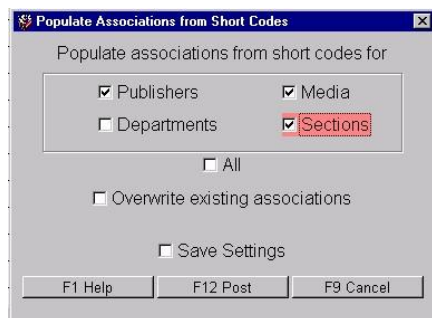 Populate Associations from Short Codes
Populate associations from short codes for
Publishers Media
Departments Sections
All
Overwrite existing associations
Save Settings
F1 Help F12 Post F9 Cancel